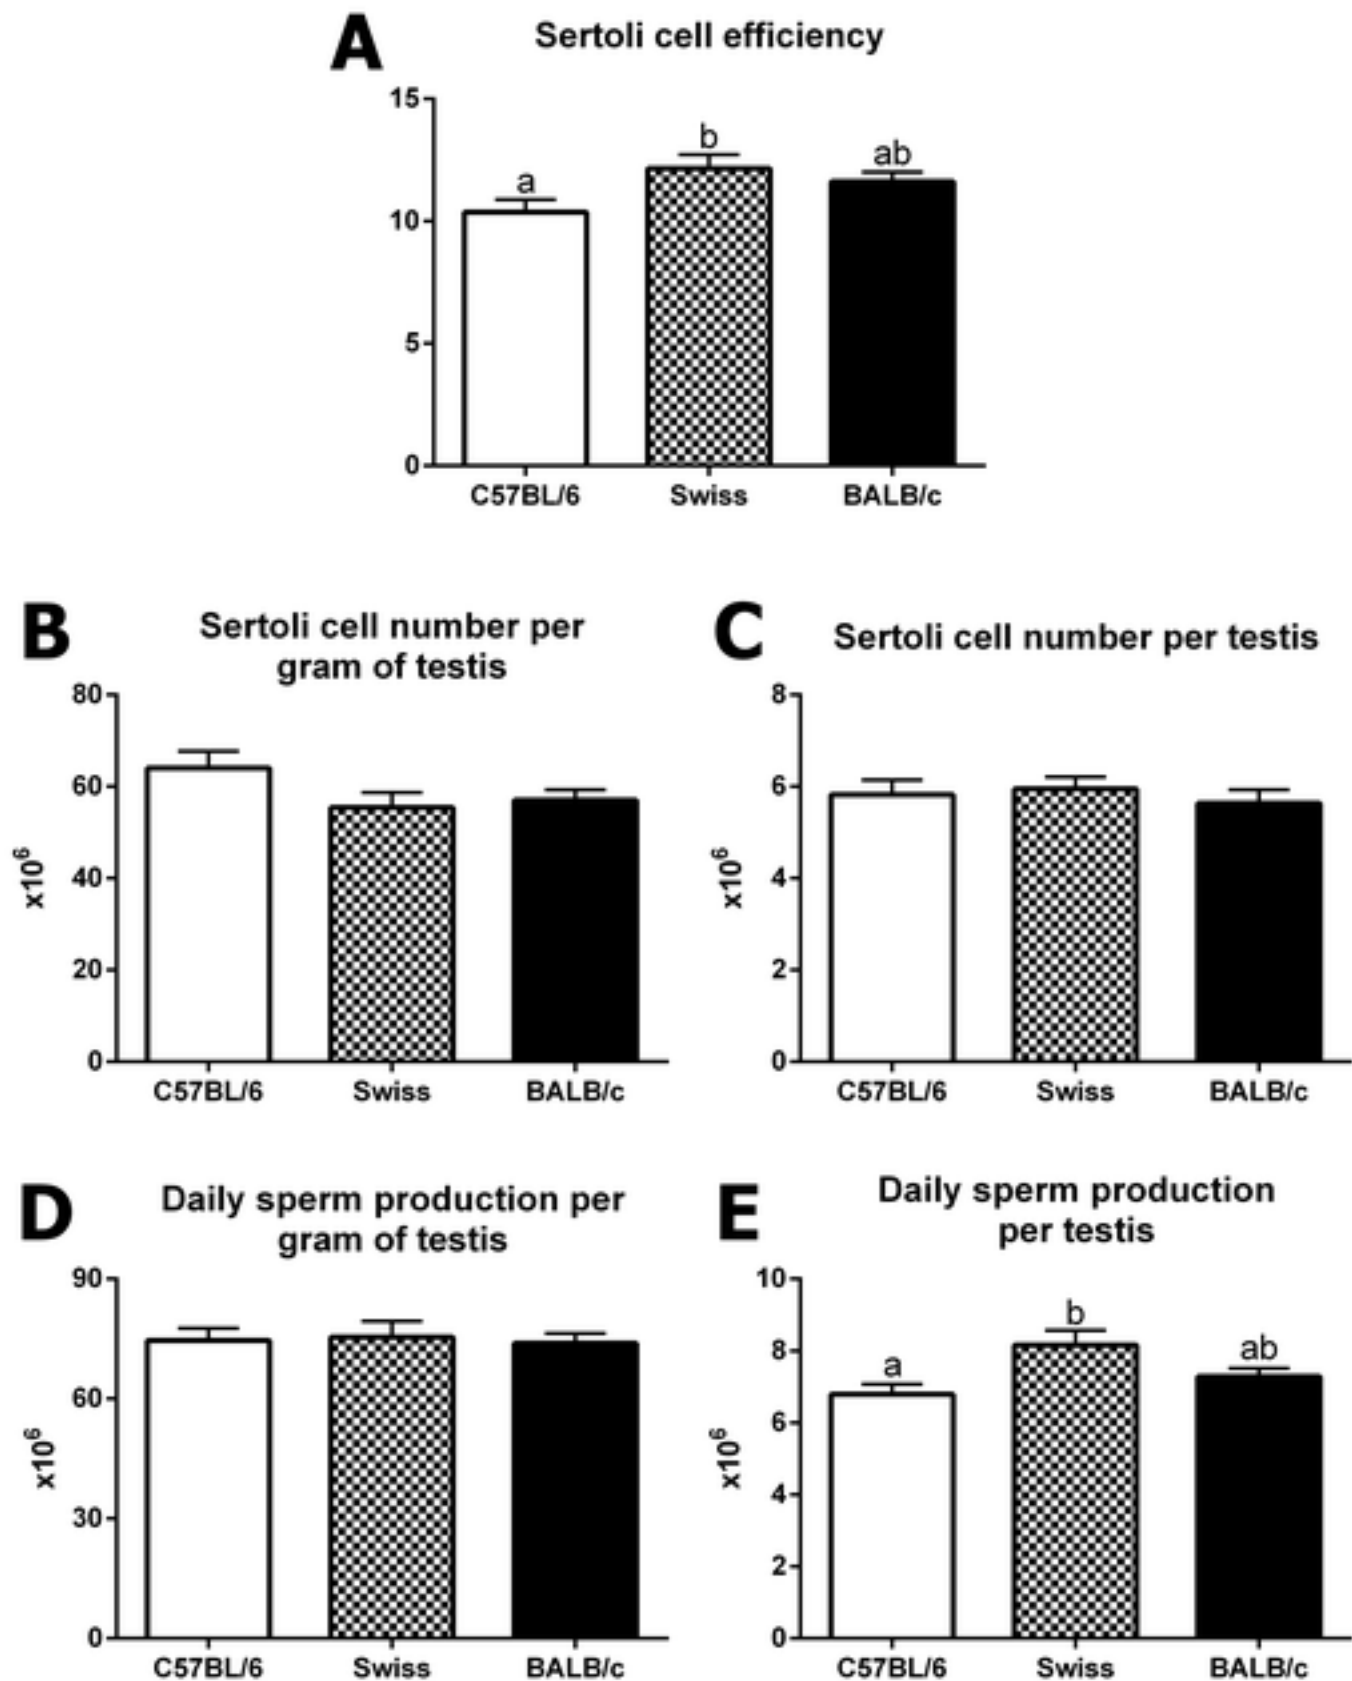 A
Sertoli cell efficiency
15
10
5
0
a
b
ab
C57BL/6
Swiss
BALB/c
B
Sertoli cell number per
gram of testis
80
60
40
20
0
x10⁶
C57BL/6
Swiss
BALB/c
C
Sertoli cell number per testis
8
6
4
2
0
x10⁶
C57BL/6
Swiss
BALB/c
D
Daily sperm production per
gram of testis
90
60
30
0
x10⁶
C57BL/6
Swiss
BALB/c
E
Daily sperm production
per testis
10
8
6
4
2
0
x10⁶
a
b
ab
C57BL/6
Swiss
BALB/c